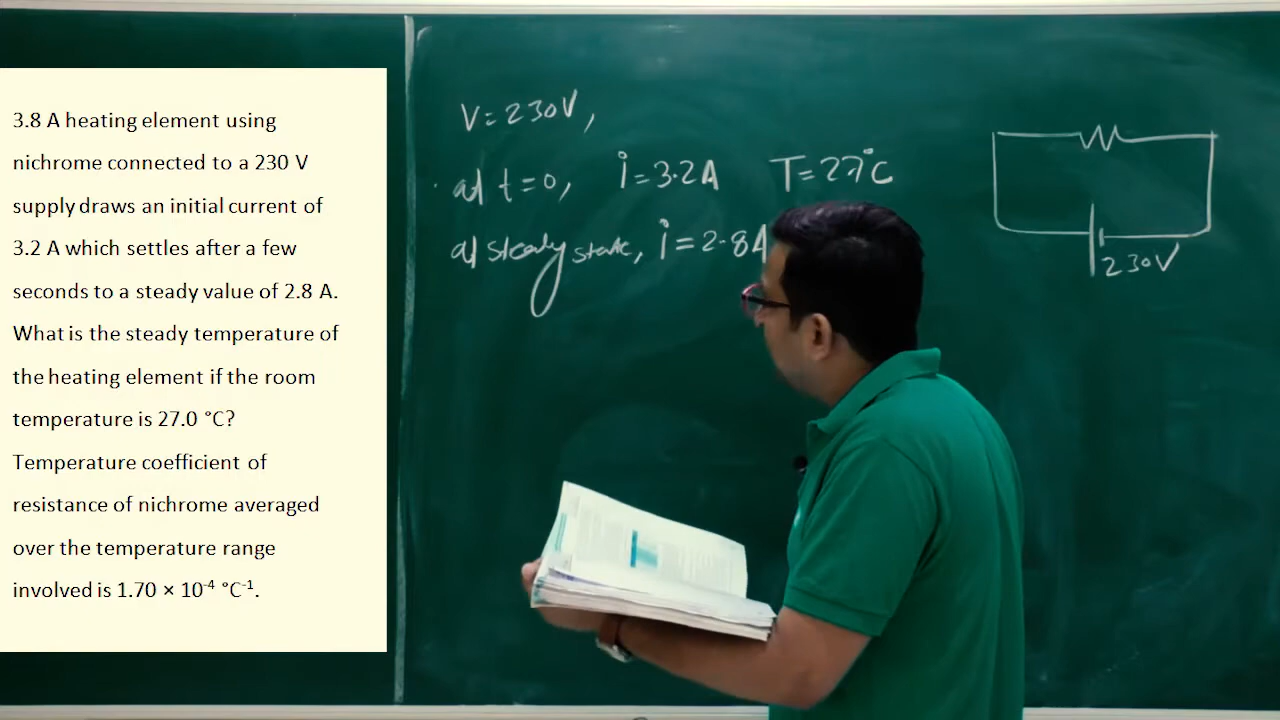 3.8 A heating element using
nichrome connected to a 230 V
supply draws an initial current of
3.2 A which settles after a few
seconds to a steady value of 2.8 A.
What is the steady temperature of
the heating element if the room
temperature is 27.0 °C?
Temperature coefficient of
resistance of nichrome averaged
over the temperature range
involved is 1.70 × 10⁻⁴ °C⁻¹.
V = 230V,
at t = 0, i = 3.2A T = 27°C
at steady state, i = 2.8A
230V